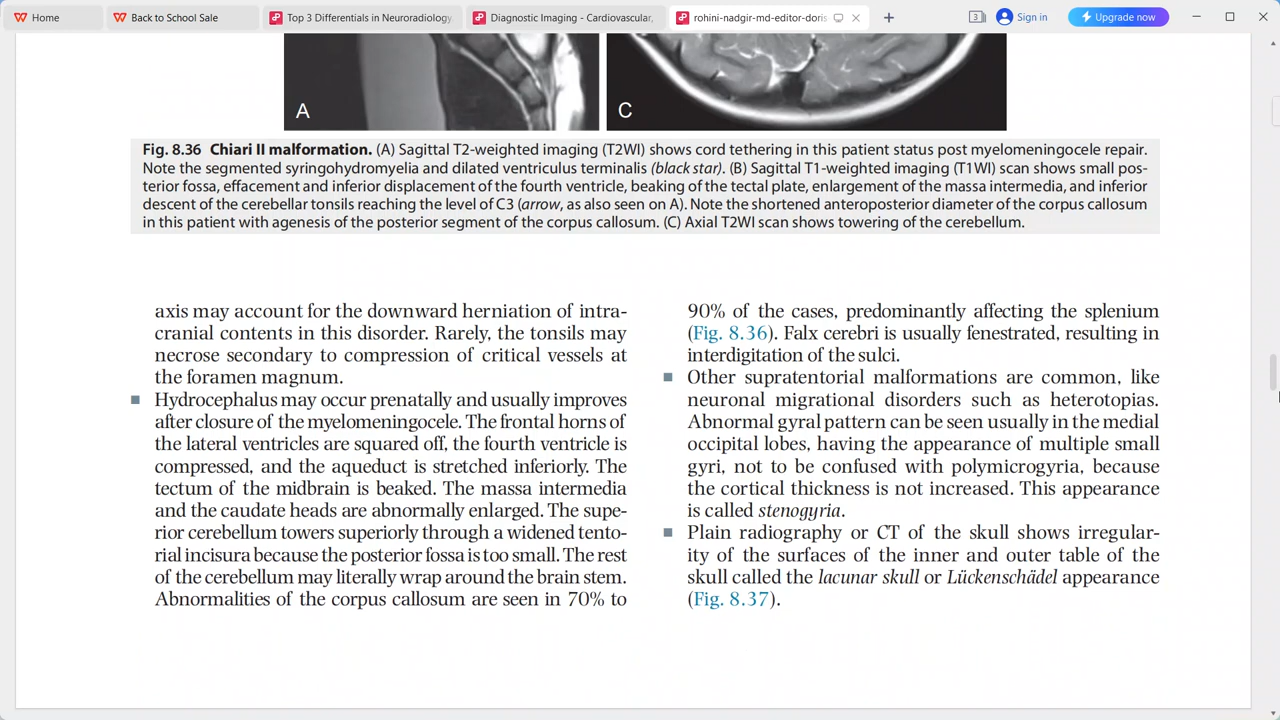 Home
Back to School Sale
Top 3 Differentials in Neuroradiology
Diagnostic Imaging - Cardiovascular,
rohini-nadgir-md-editor-doris
3
Sign in
Upgrade now
A
C
Fig. 8.36 Chiari II malformation. (A) Sagittal T2-weighted imaging (T2WI) shows cord tethering in this patient status post myelomeningocele repair.
Note the segmented syringohydromyelia and dilated ventriculus terminalis (black star). (B) Sagittal T1-weighted imaging (T1WI) scan shows small pos-
terior fossa, effacement and inferior displacement of the fourth ventricle, beaking of the tectal plate, enlargement of the massa intermedia, and inferior
descent of the cerebellar tonsils reaching the level of C3 (arrow, as also seen on A). Note the shortened anteroposterior diameter of the corpus callosum
in this patient with agenesis of the posterior segment of the corpus callosum. (C) Axial T2WI scan shows towering of the cerebellum.
axis may account for the downward herniation of intra-
cranial contents in this disorder. Rarely, the tonsils may
necrose secondary to compression of critical vessels at
the foramen magnum.
Hydrocephalus may occur prenatally and usually improves
after closure of the myelomeningocele. The frontal horns of
the lateral ventricles are squared off, the fourth ventricle is
compressed, and the aqueduct is stretched inferiorly. The
tectum of the midbrain is beaked. The massa intermedia
and the caudate heads are abnormally enlarged. The supe-
rior cerebellum towers superiorly through a widened tento-
rial incisura because the posterior fossa is too small. The rest
of the cerebellum may literally wrap around the brain stem.
Abnormalities of the corpus callosum are seen in 70% to
90% of the cases, predominantly affecting the splenium
(Fig. 8.36). Falx cerebri is usually fenestrated, resulting in
interdigitation of the sulci.
Other supratentorial malformations are common, like
neuronal migrational disorders such as heterotopias.
Abnormal gyral pattern can be seen usually in the medial
occipital lobes, having the appearance of multiple small
gyri, not to be confused with polymicrogyria, because
the cortical thickness is not increased. This appearance
is called stenogyria.
Plain radiography or CT of the skull shows irregular-
ity of the surfaces of the inner and outer table of the
skull called the lacunar skull or Lückenschädel appearance
(Fig. 8.37).